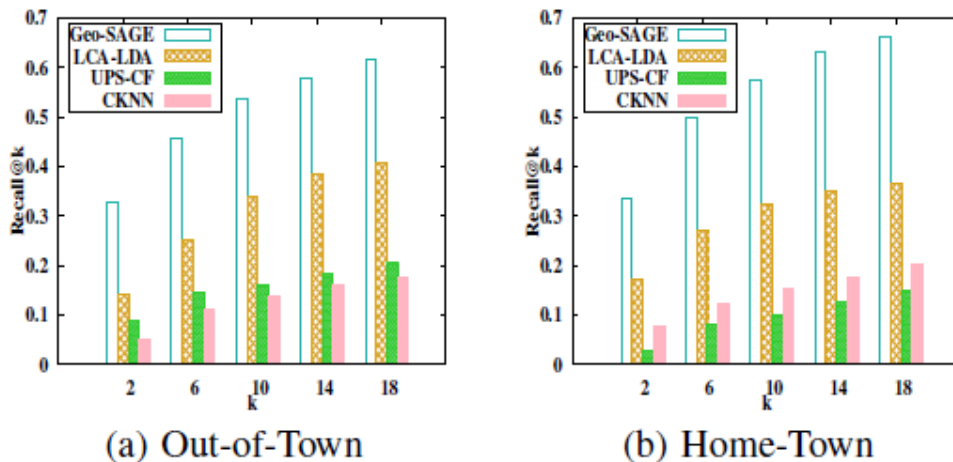 0.7
0.6
0.5
0.4
0.3
0.2
0.1
0
Recall@k
Geo-SAGE
LCA-LDA
UPS-CF
CKNN
2 6 10 14 18
k
(a) Out-of-Town
0.7
0.6
0.5
0.4
0.3
0.2
0.1
0
Recall@k
Geo-SAGE
LCA-LDA
UPS-CF
CKNN
2 6 10 14 18
k
(b) Home-Town